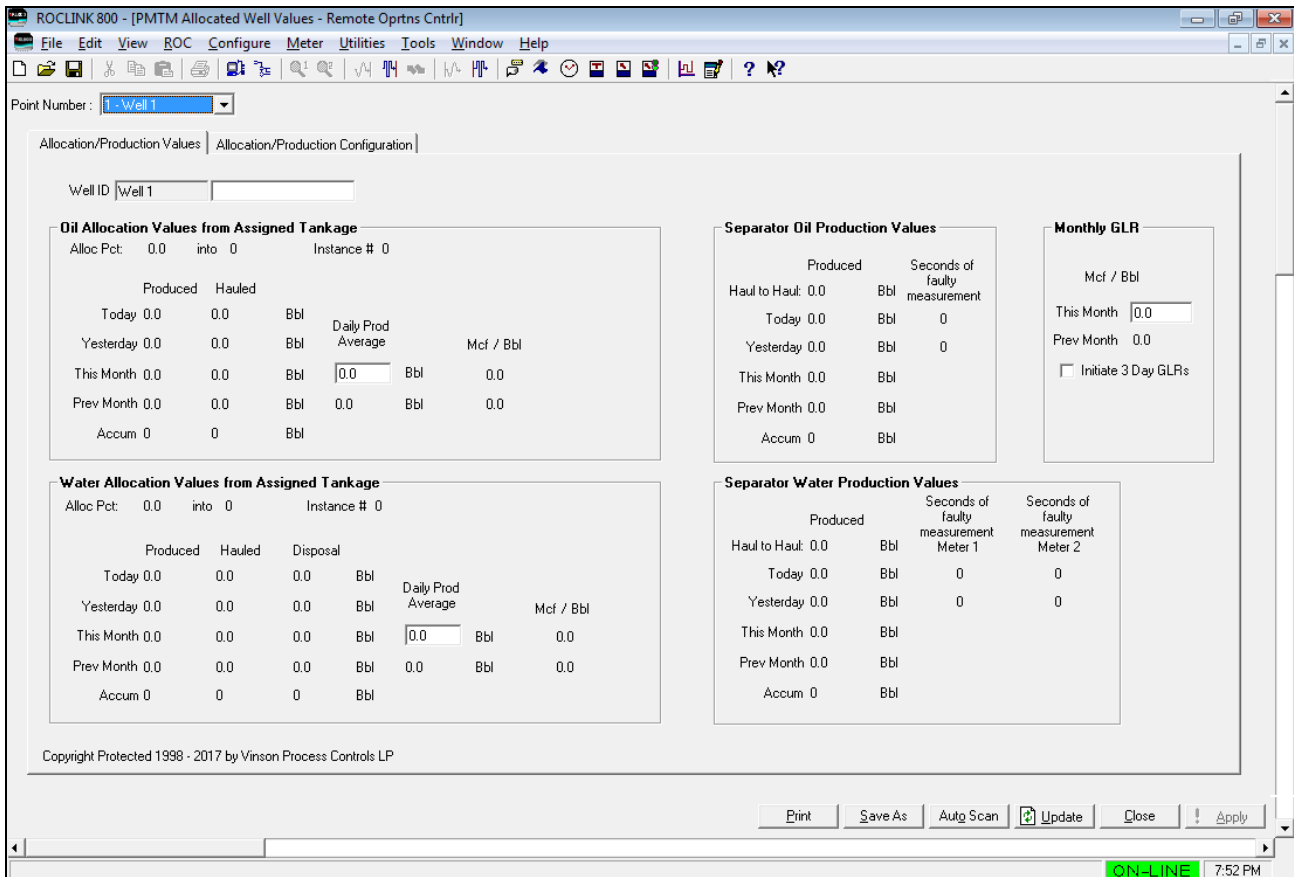 ROCLINK 800 - [PMTM Allocated Well Values - Remote Oprtns Cntrlr]
File Edit View ROC Configure Meter Utilities Tools Window Help
Point Number : 1 - Well 1
Allocation/Production Values Allocation/Production Configuration
Well ID Well 1
Oil Allocation Values from Assigned Tankage
Alloc Pct: 0.0 into 0 Instance # 0
Produced Hauled
Today 0.0 0.0 Bbl
Daily Prod Average
Yesterday 0.0 0.0 Bbl Mcf / Bbl
This Month 0.0 0.0 Bbl 0.0 Bbl 0.0
Prev Month 0.0 0.0 Bbl 0.0 Bbl 0.0
Accum 0 0 Bbl
Separator Oil Production Values
Produced Seconds of faulty measurement
Haul to Haul: 0.0 Bbl
Today 0.0 Bbl 0
Yesterday 0.0 Bbl 0
This Month 0.0 Bbl
Prev Month 0.0 Bbl
Accum 0 Bbl
Monthly GLR
Mcf / Bbl
This Month 0.0
Prev Month 0.0
Initiate 3 Day GLRs
Water Allocation Values from Assigned Tankage
Alloc Pct: 0.0 into 0 Instance # 0
Produced Hauled Disposal
Today 0.0 0.0 0.0 Bbl
Daily Prod Average
Yesterday 0.0 0.0 0.0 Bbl Mcf / Bbl
This Month 0.0 0.0 0.0 Bbl 0.0 Bbl 0.0
Prev Month 0.0 0.0 0.0 Bbl 0.0 Bbl 0.0
Accum 0 0 0 Bbl
Separator Water Production Values
Produced Seconds of faulty measurement Meter 1 Seconds of faulty measurement Meter 2
Haul to Haul: 0.0 Bbl
Today 0.0 Bbl 0 0
Yesterday 0.0 Bbl 0 0
This Month 0.0 Bbl
Prev Month 0.0 Bbl
Accum 0 Bbl
Copyright Protected 1998 - 2017 by Vinson Process Controls LP
Print Save As Auto Scan Update Close ! Apply
ON-LINE 7:52 PM